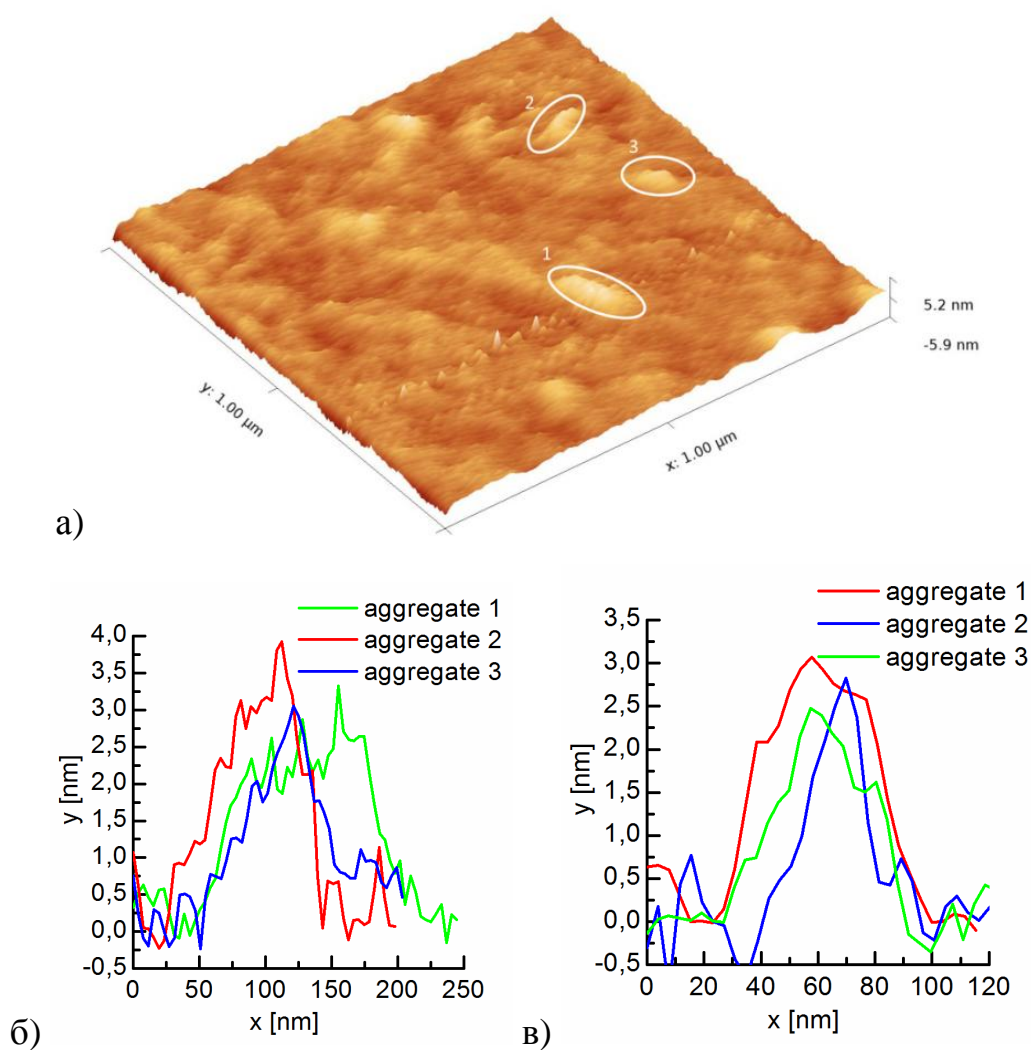 2
3
1
5.2 nm
-5.9 nm
y: 1.00 µm
x: 1.00 µm
а)
aggregate 1
aggregate 2
aggregate 3
4,0
3,5
3,0
2,5
2,0
1,5
1,0
0,5
0,0
-0,5
y [nm]
0 50 100 150 200 250
x [nm]
б)
aggregate 1
aggregate 2
aggregate 3
3,5
3,0
2,5
2,0
1,5
1,0
0,5
0,0
-0,5
y [nm]
0 20 40 60 80 100 120
x [nm]
в)